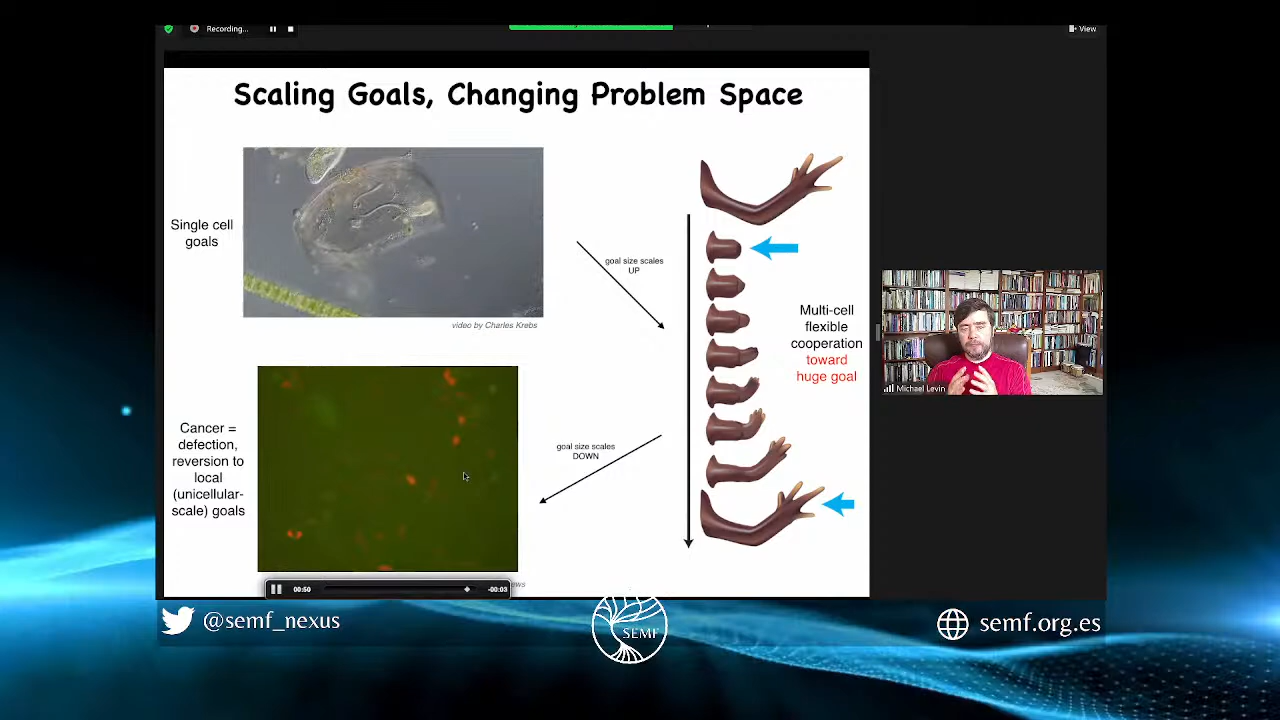 Recording...
View
Scaling Goals, Changing Problem Space
Single cell
goals
video by Charles Krebs
goal size scales
UP
Multi-cell
flexible
cooperation
toward
huge goal
Cancer =
defection,
reversion to
local
(unicellular-
scale) goals
goal size scales
DOWN
Michael Levin
00:50
-00:03
@semf_nexus
SEMF
semf.org.es